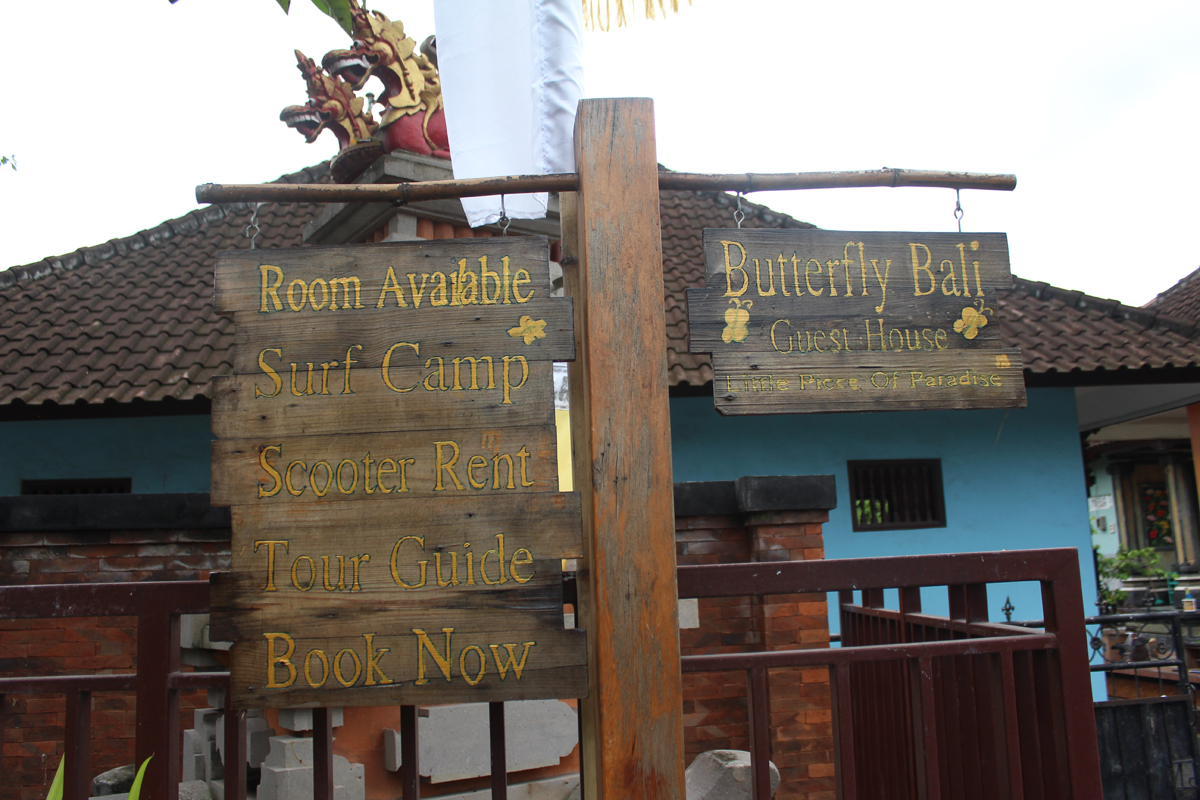 Room Available
Surf Camp
Scooter Rent
Tour Guide
Book Now
Butterfly Bali
Guest House
Little Piece Of Paradise